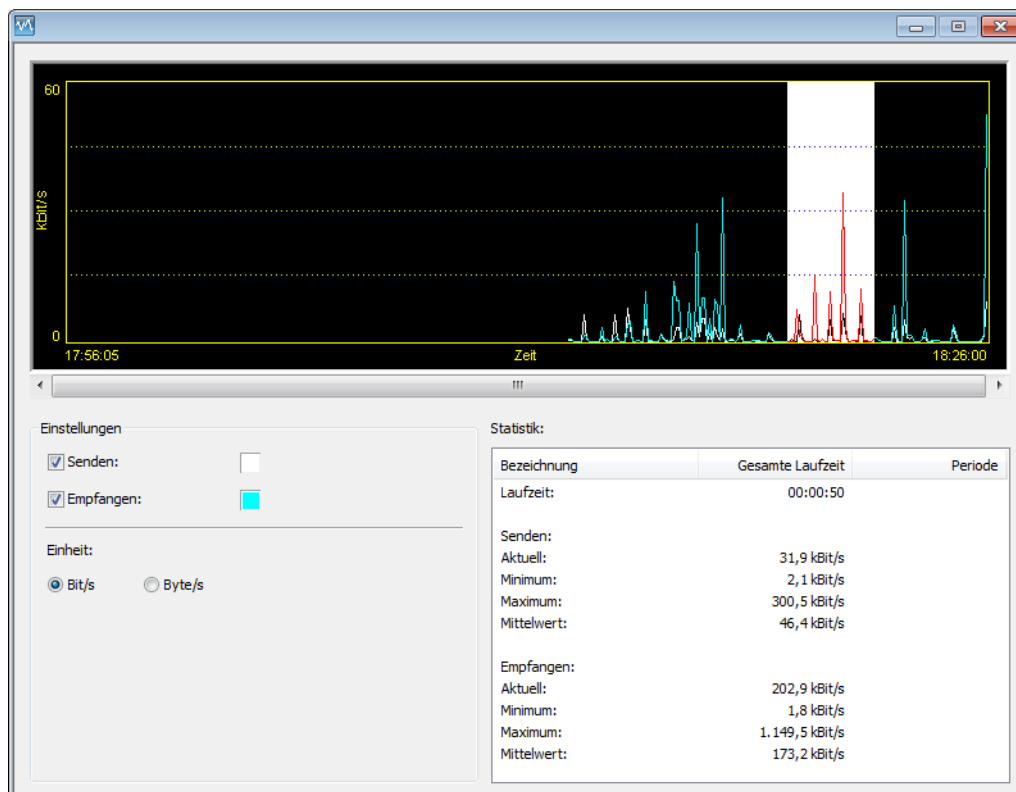 60
kBit/s
0
17:56:05 Zeit 18:26:00
Einstellungen
Senden:
Empfangen:
Einheit:
Bit/s Byte/s
Statistik:
Bezeichnung Gesamte Laufzeit Periode
Laufzeit: 00:00:50
Senden:
Aktuell: 31,9 kBit/s
Minimum: 2,1 kBit/s
Maximum: 300,5 kBit/s
Mittelwert: 46,4 kBit/s
Empfangen:
Aktuell: 202,9 kBit/s
Minimum: 1,8 kBit/s
Maximum: 1.149,5 kBit/s
Mittelwert: 173,2 kBit/s